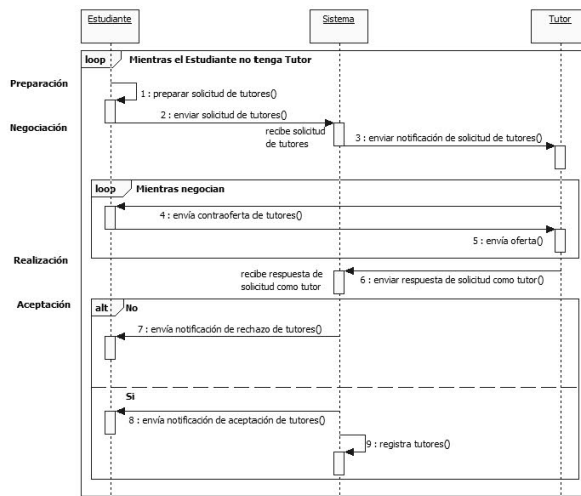 Estudiante
Sistema
Tutor
loop
Mientras el Estudiante no tenga Tutor
Preparación
1 : preparar solicitud de tutores()
2 : enviar solicitud de tutores()
Negociación
recibe solicitud
de tutores
3 : enviar notificación de solicitud de tutores()
loop
Mientras negocian
4 : envía contraoferta de tutores()
5 : envía oferta()
Realización
recibe respuesta de
solicitud como tutor
6 : enviar respuesta de solicitud como tutor()
Aceptación
alt
No
7 : envía notificación de rechazo de tutores()
Si
8 : envía notificación de aceptación de tutores()
9 : registra tutores()